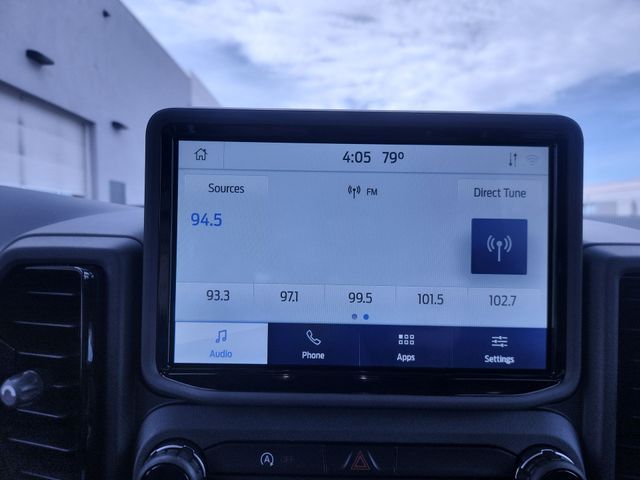 4:05 79°
Sources
FM
Direct Tune
94.5
93.3 97.1 99.5 101.5 102.7
Audio Phone Apps Settings
A OFF